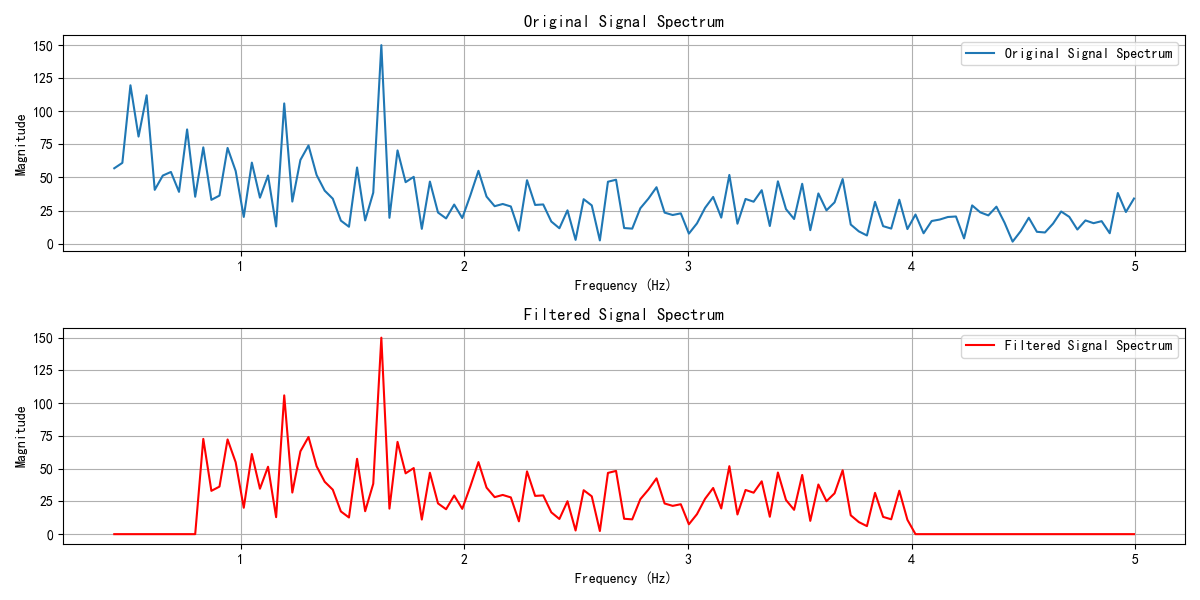 Original Signal Spectrum
150
125
100
75
50
25
0
Magnitude
Original Signal Spectrum
1 2 3 4 5
Frequency (Hz)
Filtered Signal Spectrum
150
125
100
75
50
25
0
Magnitude
Filtered Signal Spectrum
1 2 3 4 5
Frequency (Hz)